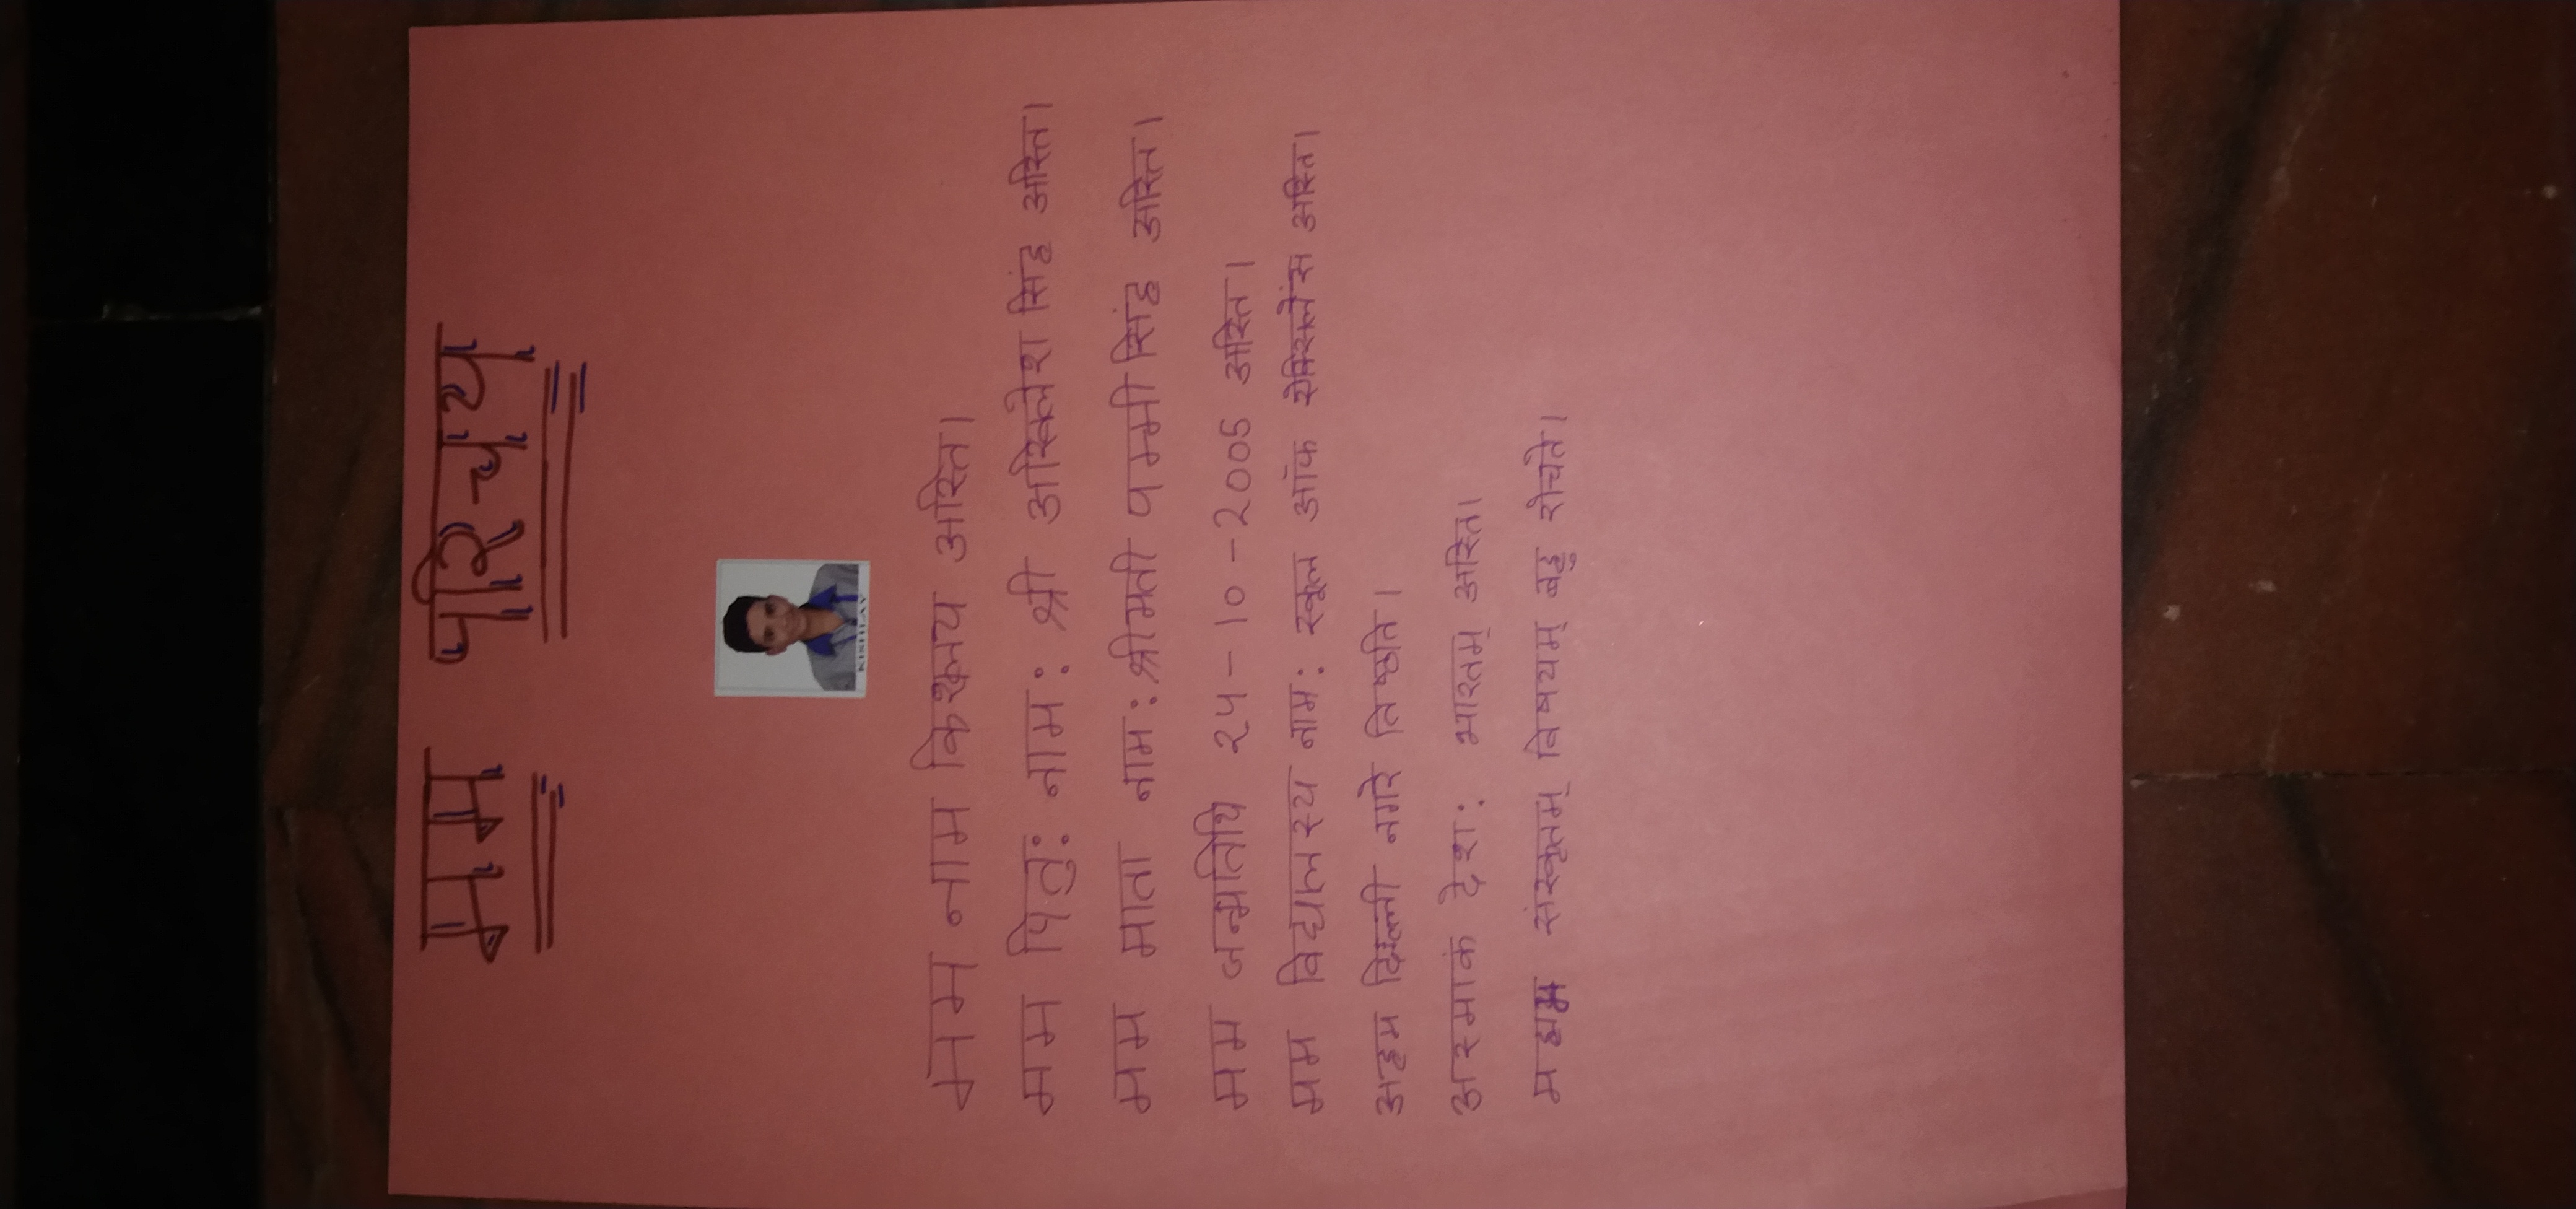 मम परिचय
KISHLAY
मम नाम किश्लय अस्ति।
मम पितु: नाम: श्री अखिलेश सिंह अस्ति।
मम माता नाम: श्रीमती पम्मी सिंह अस्ति।
मम जन्मतिथि 24-10-2005 अस्ति।
मम विद्यालस्य नाम: स्कूल ऑफ ऐक्सिलेंस अस्ति।
अहम दिल्ली नगरे तिष्ठति।
अस्माकं देश: भारतम् अस्ति।
मह्यम संस्कृतम् विषयम् बहु रोचते।